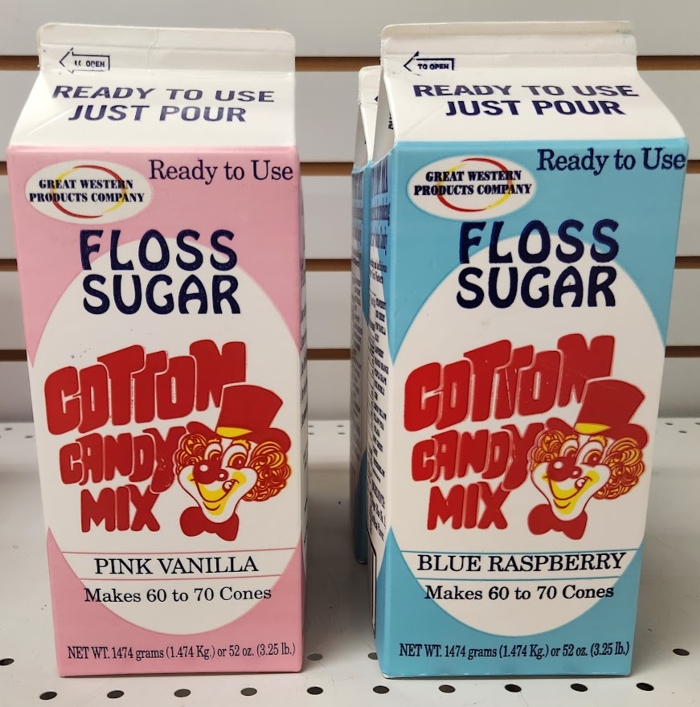 TO OPEN
READY TO USE
JUST POUR
GREAT WESTERN
PRODUCTS COMPANY
Ready to Use
FLOSS
SUGAR
COTTON
CANDY
MIX
PINK VANILLA
Makes 60 to 70 Cones
NET WT. 1474 grams (1.474 Kg.) or 52 oz. (3.25 lb.)
TO OPEN
READY TO USE
JUST POUR
GREAT WESTERN
PRODUCTS COMPANY
Ready to Use
FLOSS
SUGAR
COTTON
CANDY
MIX
BLUE RASPBERRY
Makes 60 to 70 Cones
NET WT. 1474 grams (1.474 Kg.) or 52 oz. (3.25 lb.)